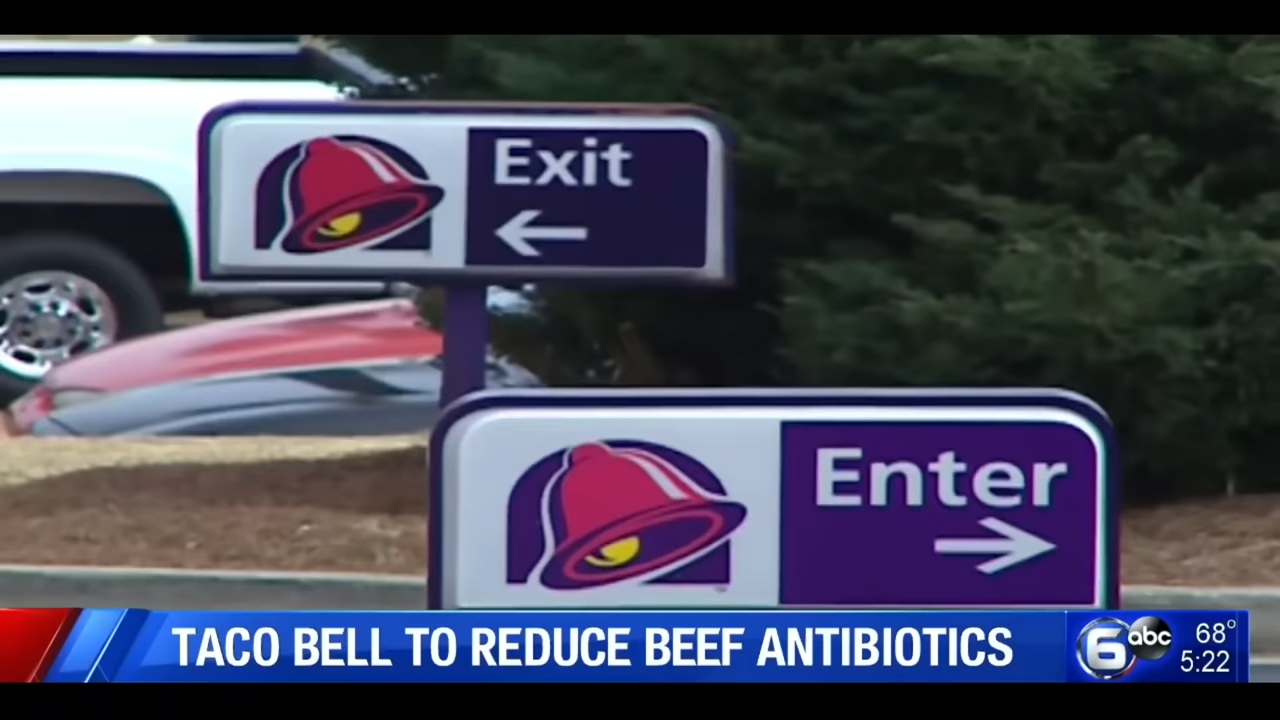 Exit
←
Enter
→
TACO BELL TO REDUCE BEEF ANTIBIOTICS
6 abc
68°
5:22